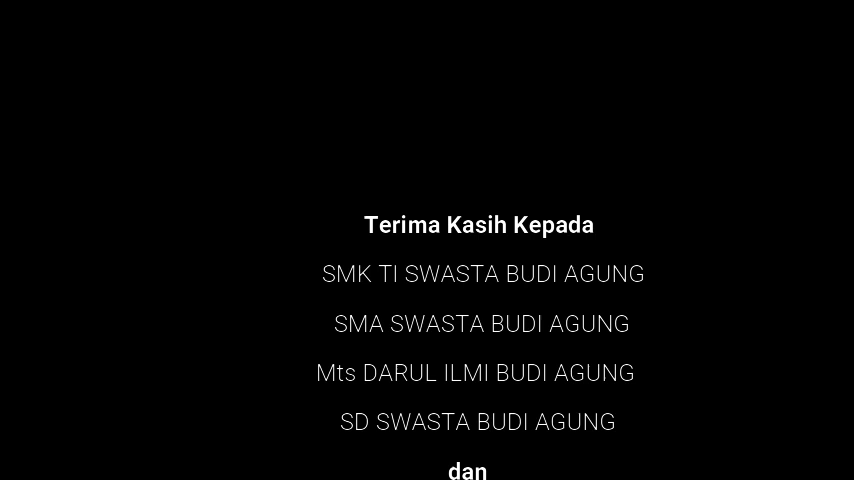 Terima Kasih Kepada
SMK TI SWASTA BUDI AGUNG
SMA SWASTA BUDI AGUNG
Mts DARUL ILMI BUDI AGUNG
SD SWASTA BUDI AGUNG
dan